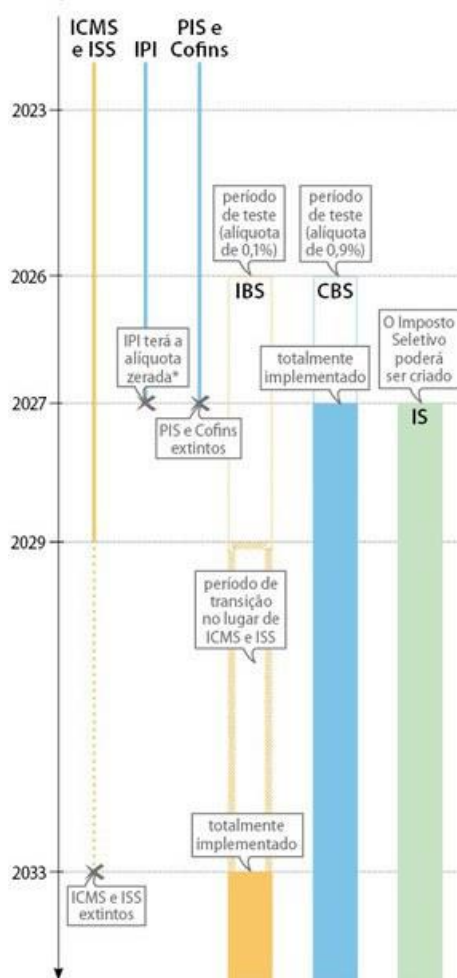 ICMS
e ISS
IPI
PIS e
Cofins
2023
período
de teste
(alíquota
de 0,1%)
período
de teste
(alíquota
de 0,9%)
2026
IBS
CBS
IPI terá a
alíquota
zerada*
totalmente
implementado
O Imposto
Seletivo
poderá
ser criado
2027
IS
PIS e Cofins
extintos
2029
período de
transição
no lugar de
ICMS e ISS
totalmente
implementado
2033
ICMS e ISS
extintos